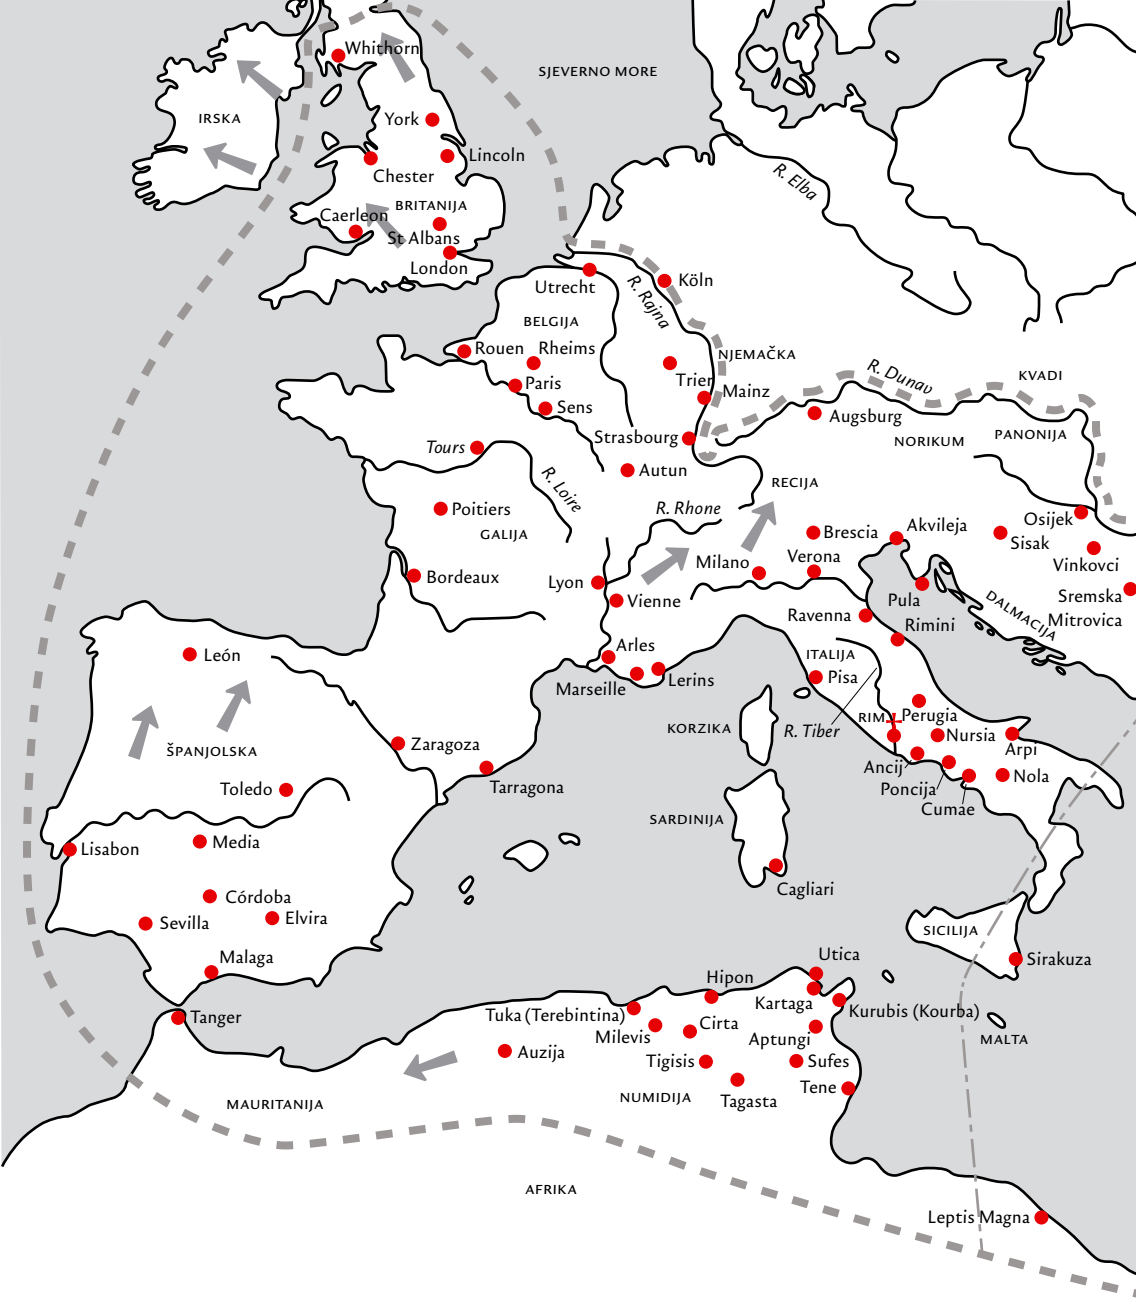 Whithorn
SJEVERNO MORE
IRSKA
York
Lincoln
Chester
R. Elba
BRITANIJA
Caerleon
St Albans
London
Utrecht
Köln
R. Rajna
BELGIJA
Rouen
Rheims
NJEMAČKA
Trier
R. Dunav
KVADI
Paris
Mainz
Sens
Augsburg
Strasbourg
NORIKUM
PANONIJA
Tours
Autun
R. Loire
RECIJA
Poitiers
R. Rhone
GALIJA
Osijek
Brescia
Akvileja
Sisak
Milano
Verona
Vinkovci
Bordeaux
Lyon
Vienne
Pula
DALMACIJA
Sremska
Mitrovica
Ravenna
Rimini
León
Arles
ITALIJA
Marseille
Lerins
Pisa
KORZIKA
R. Tiber
RIM
Perugia
Zaragoza
Nursia
Arpi
ŠPANJOLSKA
Ancij
Nola
Toledo
Tarragona
Poncija
Cumae
SARDINIJA
Lisabon
Media
Cagliari
Córdoba
Sevilla
Elvira
SICILIJA
Malaga
Utica
Sirakuza
Hipon
Kartaga
Tanger
Tuka (Terebintina)
Kurubis (Kourba)
Milevis
Cirta
Aptungi
MALTA
Auzija
Tigisis
Sufes
Tene
MAURITANIJA
NUMIDIJA
Tagasta
AFRIKA
Leptis Magna